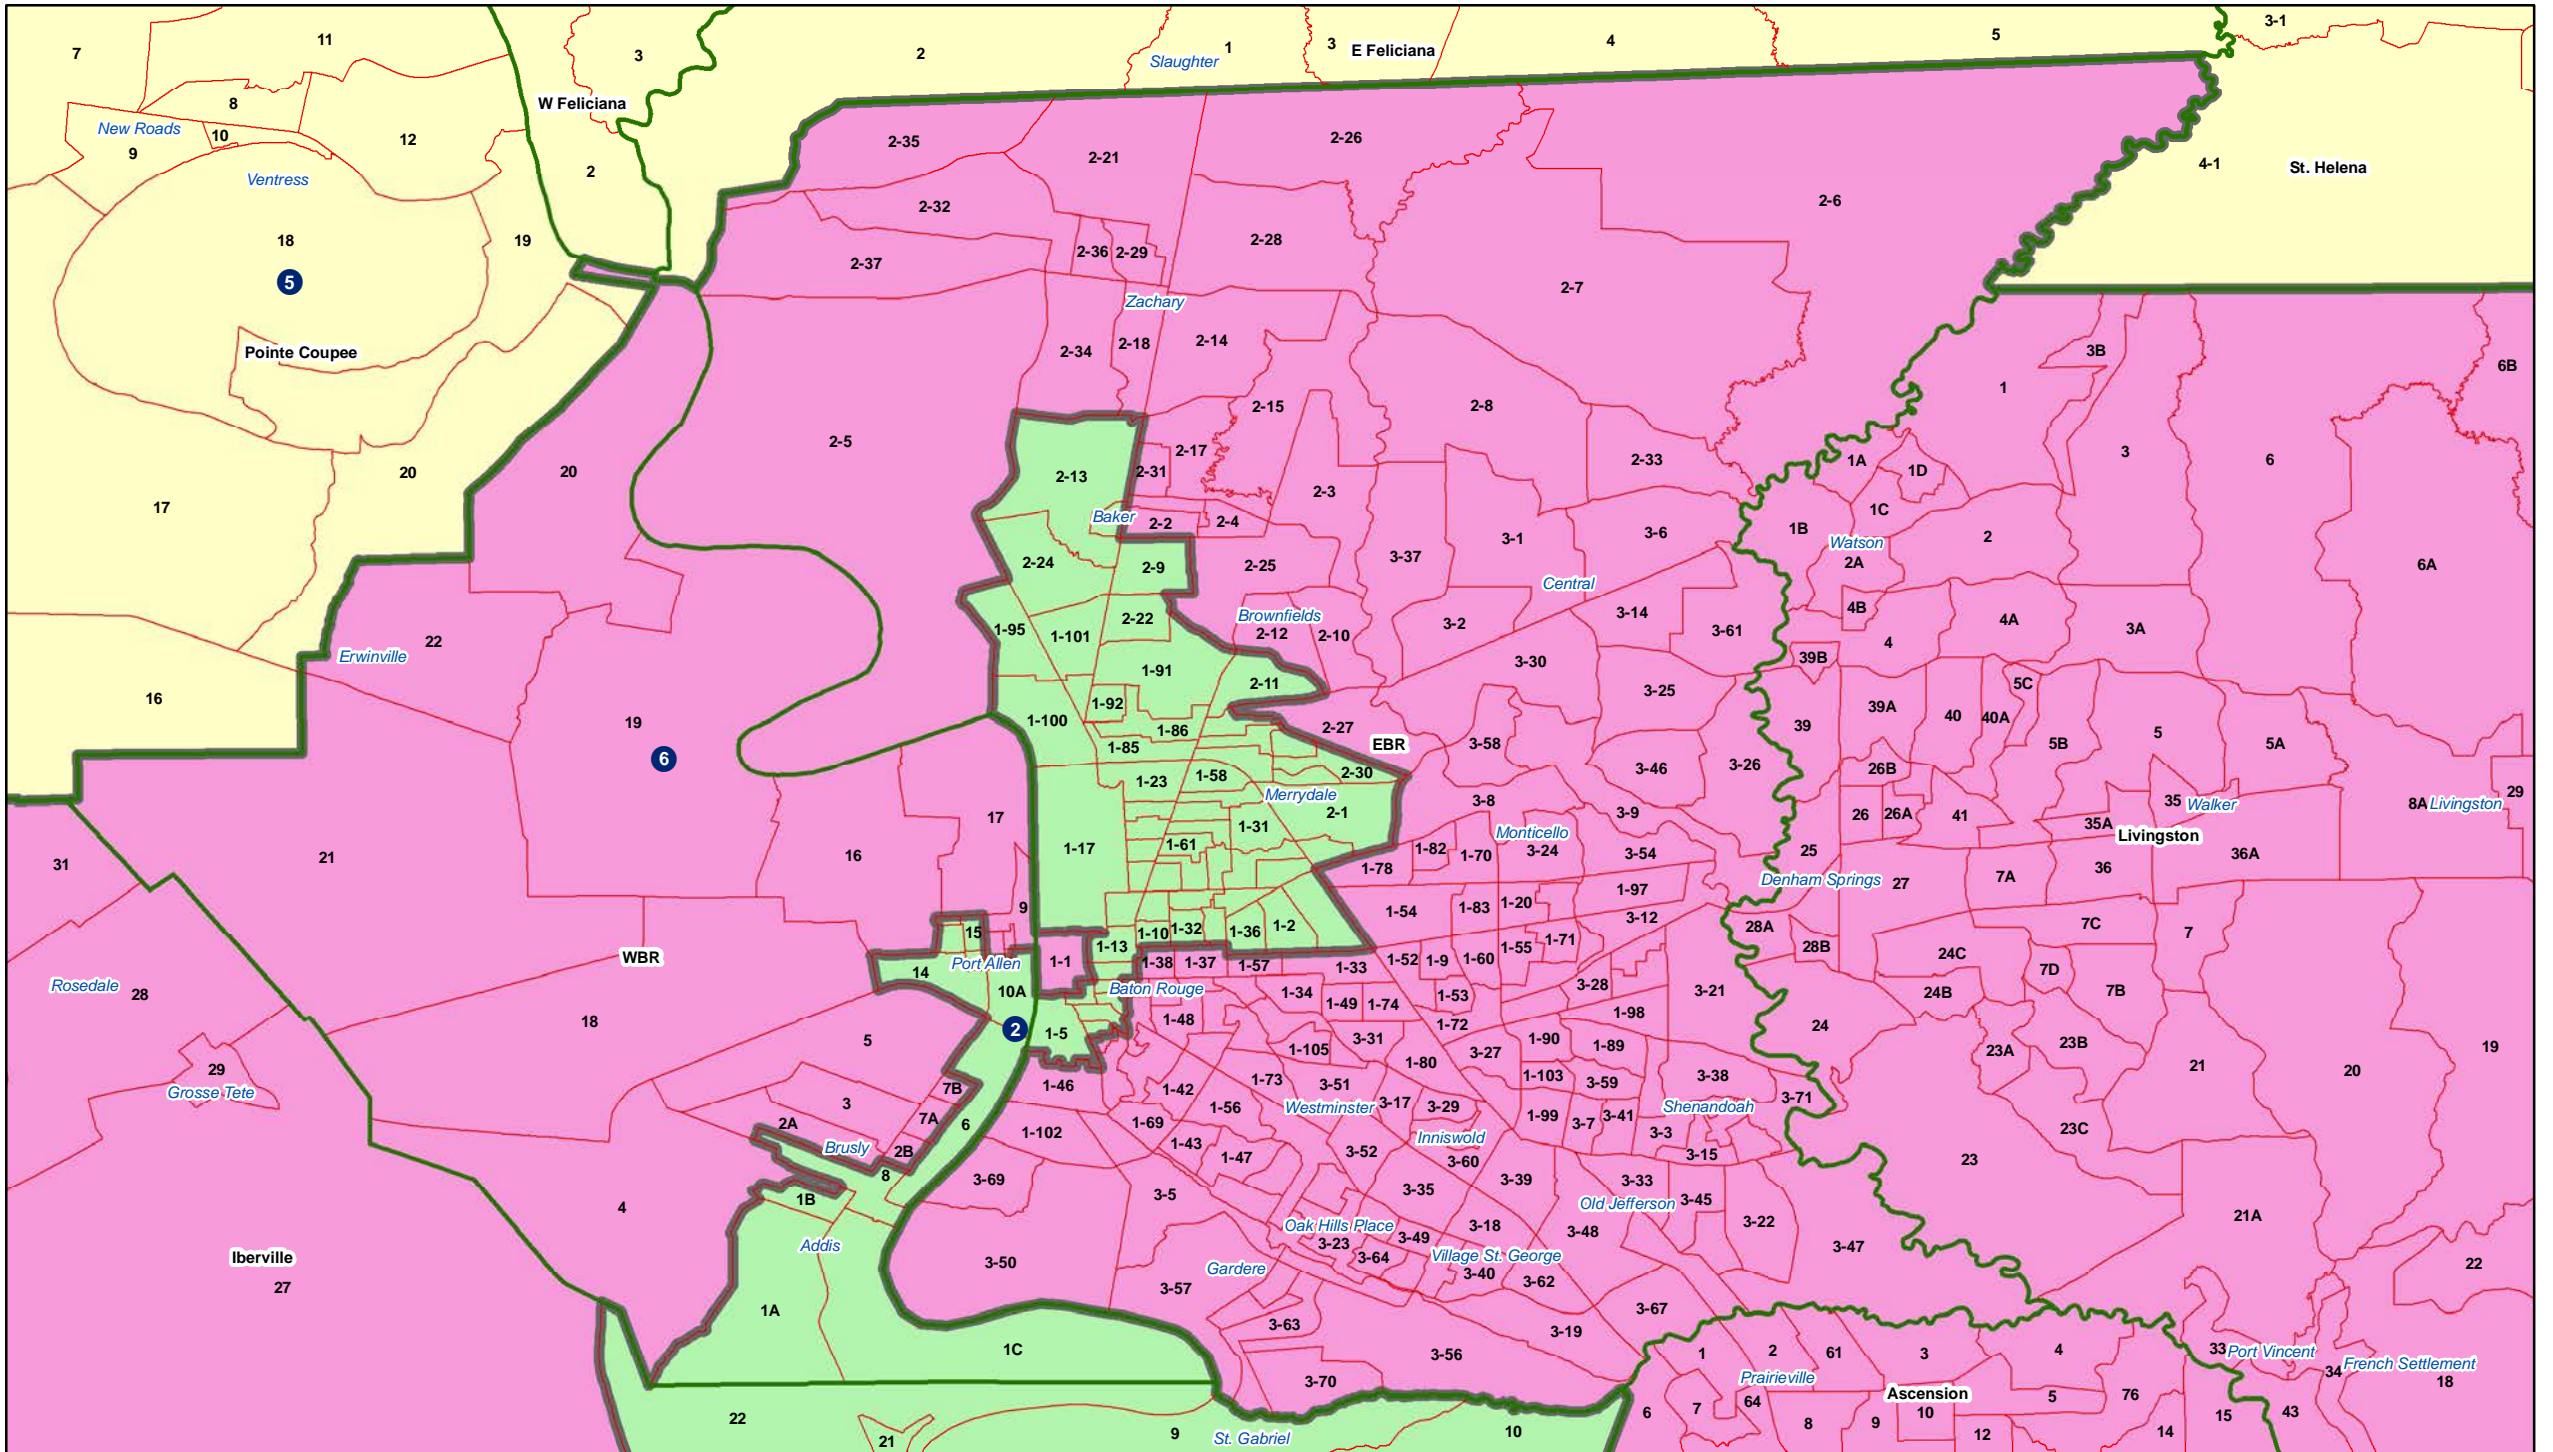 7
11
3
2
Slaughter
1
3
E Feliciana
4
5
3-1
8
W Feliciana
New Roads
10
9
12
2
Ventress
18
19
5
Pointe Coupee
17
20
16
St. Helena
4-1
2-35
2-21
2-26
2-6
2-32
2-37
2-36
2-29
2-28
2-7
Zachary
2-34
2-18
2-14
2-5
20
2-15
2-8
2-13
2-31
2-17
2-33
2-3
Baker
2-2
2-4
2-24
2-9
2-25
3-37
3-1
3-6
Central
1-95
1-101
2-22
Brownfields
2-12
2-10
3-2
3-14
3-61
1-91
2-11
3-30
3-25
1-92
1-100
1-86
1-85
2-27
EBR
3-58
3-46
3-26
1-23
1-58
2-30
Merrydale
2-1
1-31
1-61
1-17
3-8
3-9
Monticello
3-24
3-54
1-82
1-70
1-78
1-97
1-54
1-83
1-20
3-12
1-13
1-10
1-32
1-36
1-2
1-1
1-38
1-37
1-57
1-33
1-52
1-9
1-60
1-55
1-71
Baton Rouge
1-34
1-49
1-74
1-53
3-28
3-21
1-98
1-5
1-48
1-72
1-105
3-31
1-90
1-89
1-80
3-27
1-46
1-42
1-73
3-51
1-103
3-59
3-38
3-71
1-56
Westminster
3-17
3-29
1-99
3-7
3-41
Shenandoah
1-102
1-69
1-43
1-47
3-52
Inniswold
3-60
3-3
3-15
3-69
3-5
3-35
3-39
3-33
3-45
Old Jefferson
3-22
3-48
3-18
Oak Hills Place
3-23
3-49
3-64
Village St. George
3-40
3-62
3-47
3-50
Gardere
3-57
3-67
3-63
3-19
3-56
3-70
22
Erwinville
19
6
21
17
16
9
15
WBR
Port Allen
14
10A
2
18
5
7B
7A
3
2A
2B
6
Brusly
8
1B
4
Addis
1A
1C
31
Rosedale
28
29
Grosse Tete
Iberville
27
22
21
9
St. Gabriel
10
3B
1
6B
3
6
1A
1D
1C
1B
Watson
2A
2
6A
4B
4A
3A
4
39B
5C
39
39A
40
40A
5B
5
5A
26B
26
26A
41
35
Walker
35A
Livingston
8A
Livingston
29
25
36
36A
Denham Springs
27
7A
7C
7
28A
28B
24C
7D
24B
7B
24
23A
23B
21
20
19
23C
23
21A
22
33
Port Vincent
34
French Settlement
18
1
2
61
3
4
Prairieville
Ascension
6
7
64
8
9
10
12
5
76
14
15
43